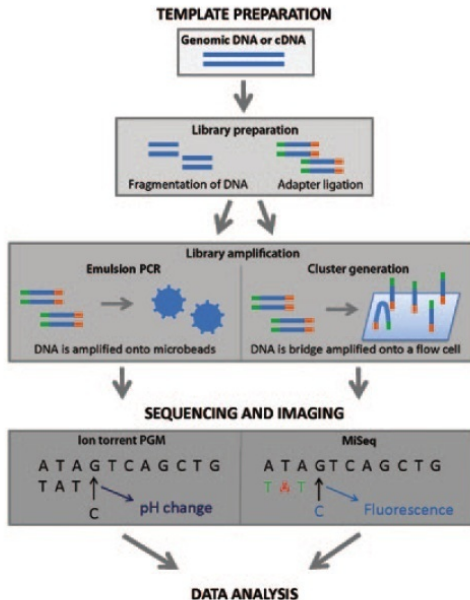 TEMPLATE PREPARATION
Genomic DNA or cDNA
Library preparation
Fragmentation of DNA
Adapter ligation
Library amplification
Emulsion PCR
Cluster generation
DNA is amplified onto microbeads
DNA is bridge amplified onto a flow cell
SEQUENCING AND IMAGING
Ion torrent PGM
MiSeq
A T A G T C A G C T G
A T A G T C A G C T G
T A T
T A T
pH change
Fluorescence
C
C
DATA ANALYSIS